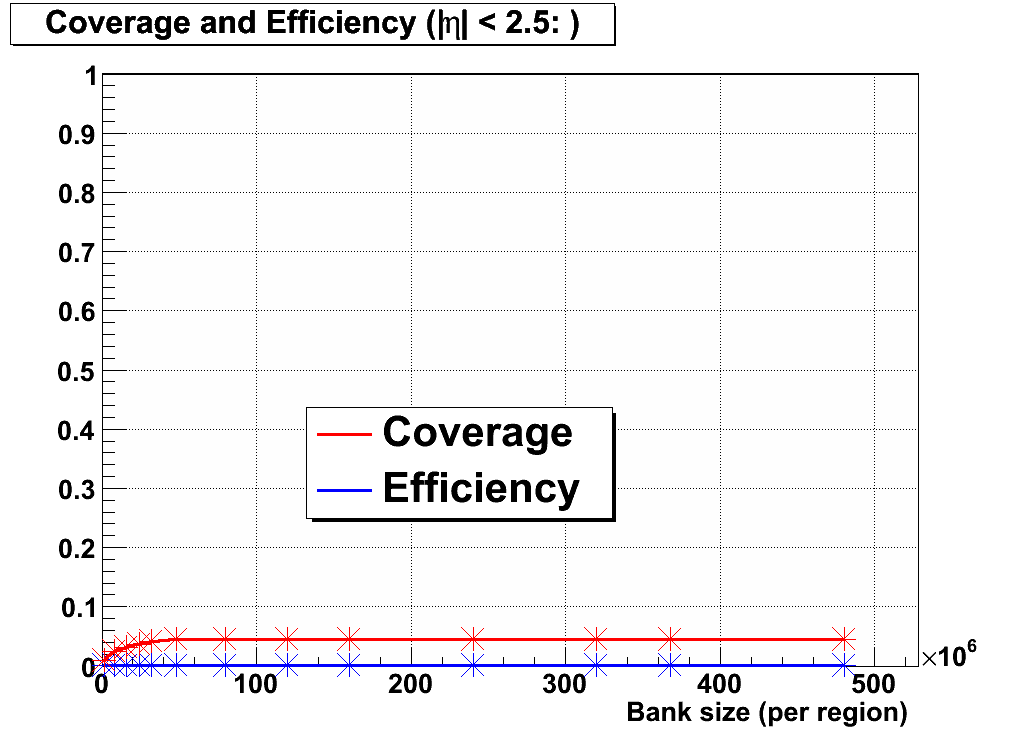 Coverage and Efficiency (|η| < 2.5: )
1
0.9
0.8
0.7
0.6
0.5
0.4
0.3
0.2
0.1
0
Coverage
Efficiency
0 100 200 300 400 500
×10⁶
Bank size (per region)